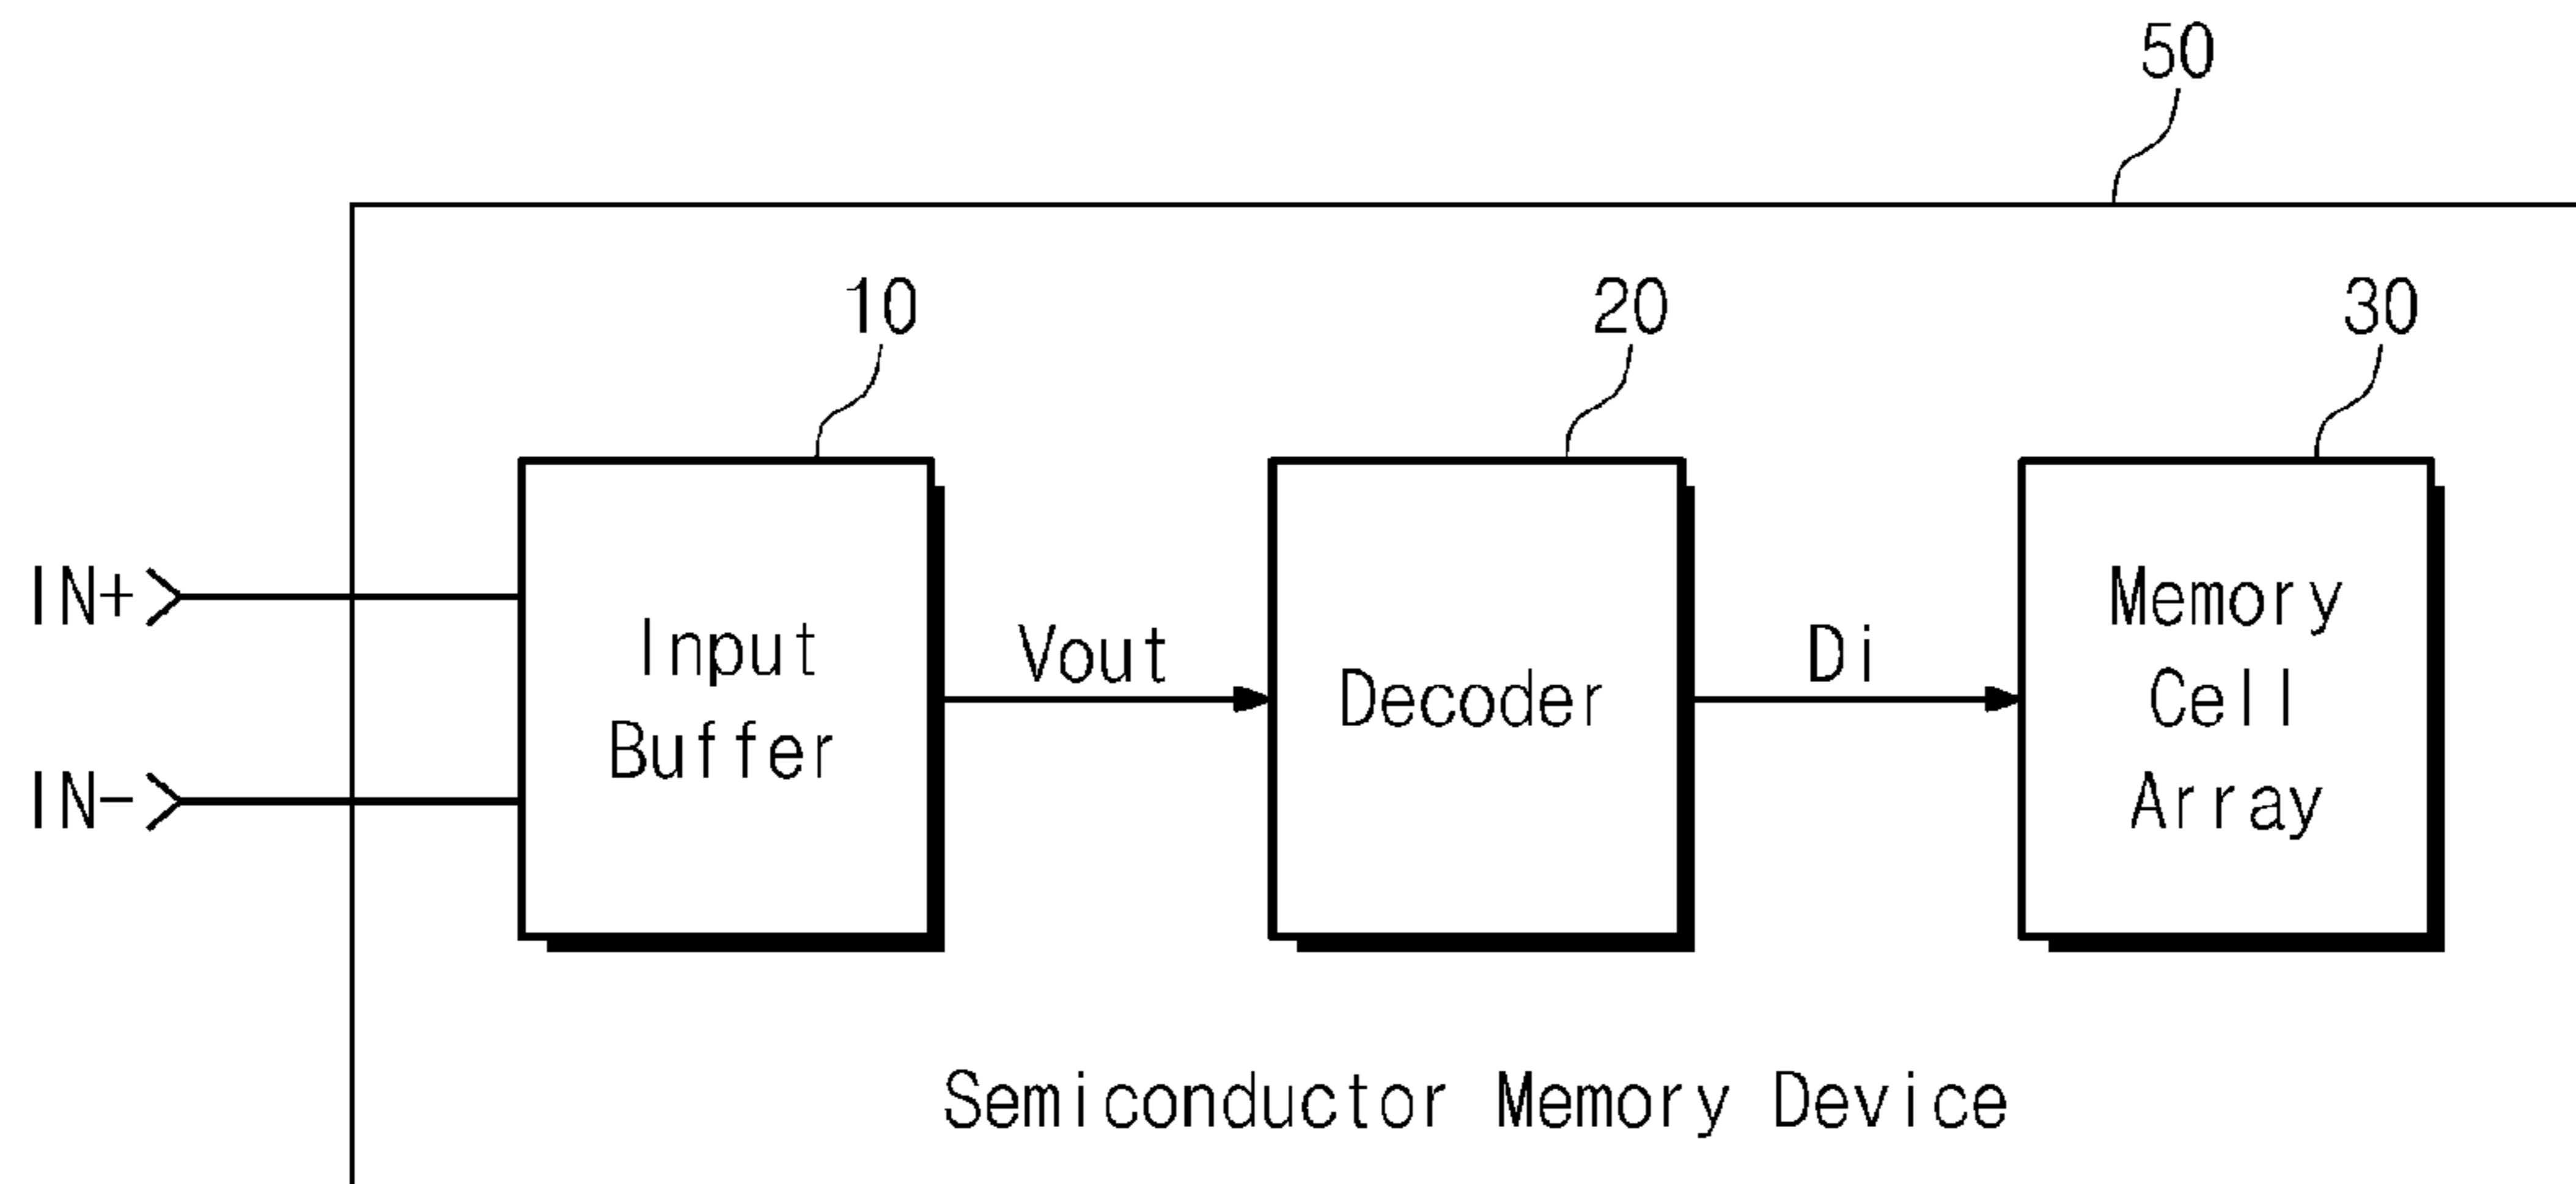 50
10
20
30
IN+
IN-
Input
Buffer
Vout
Decoder
Di
Memory
Cell
Array
Semiconductor Memory Device